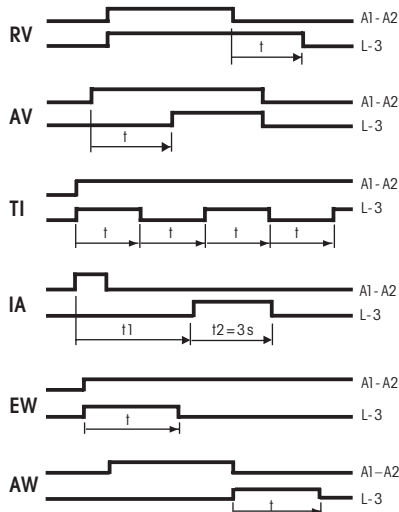 RV A1-A2
L-3
t
AV A1-A2
L-3
t
TI A1-A2
L-3
t t t t
IA A1-A2
L-3
t1 t2=3s
EW A1-A2
L-3
t
AW A1–A2
L-3
t